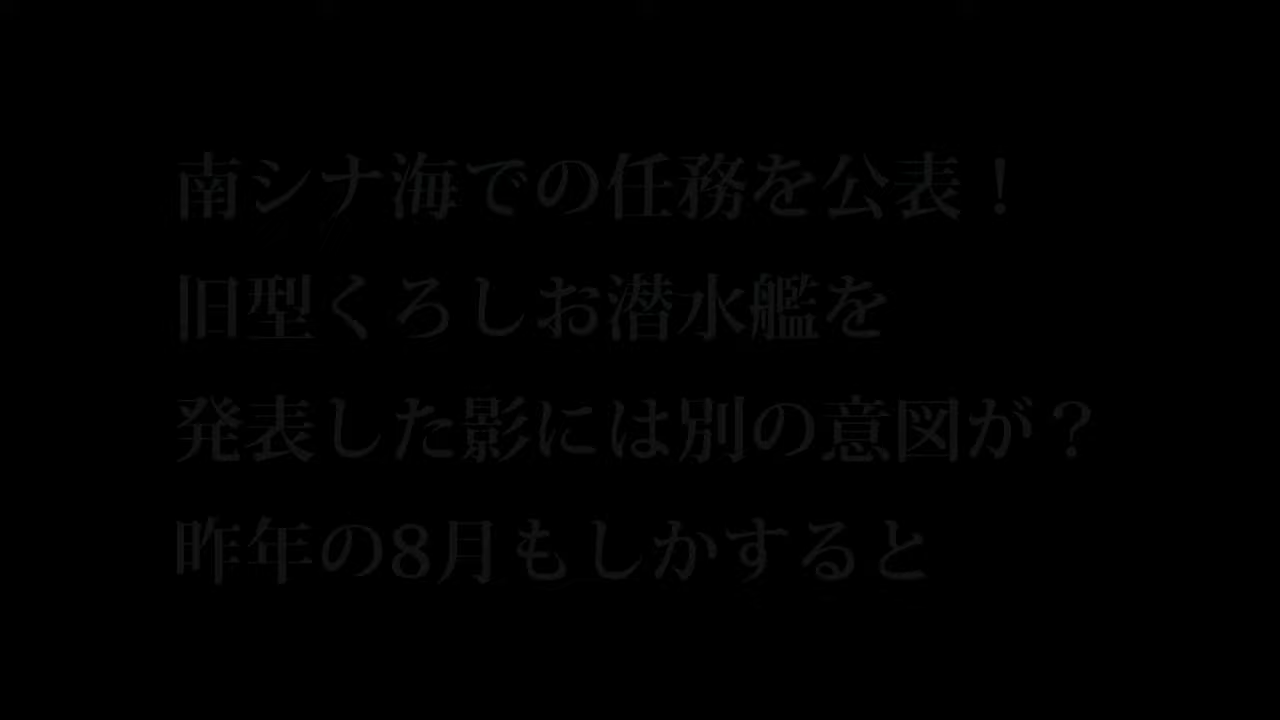 南シナ海での任務を公表！
旧型くろしお潜水艦を
発表した影には別の意図が？
昨年の8月もしかすると